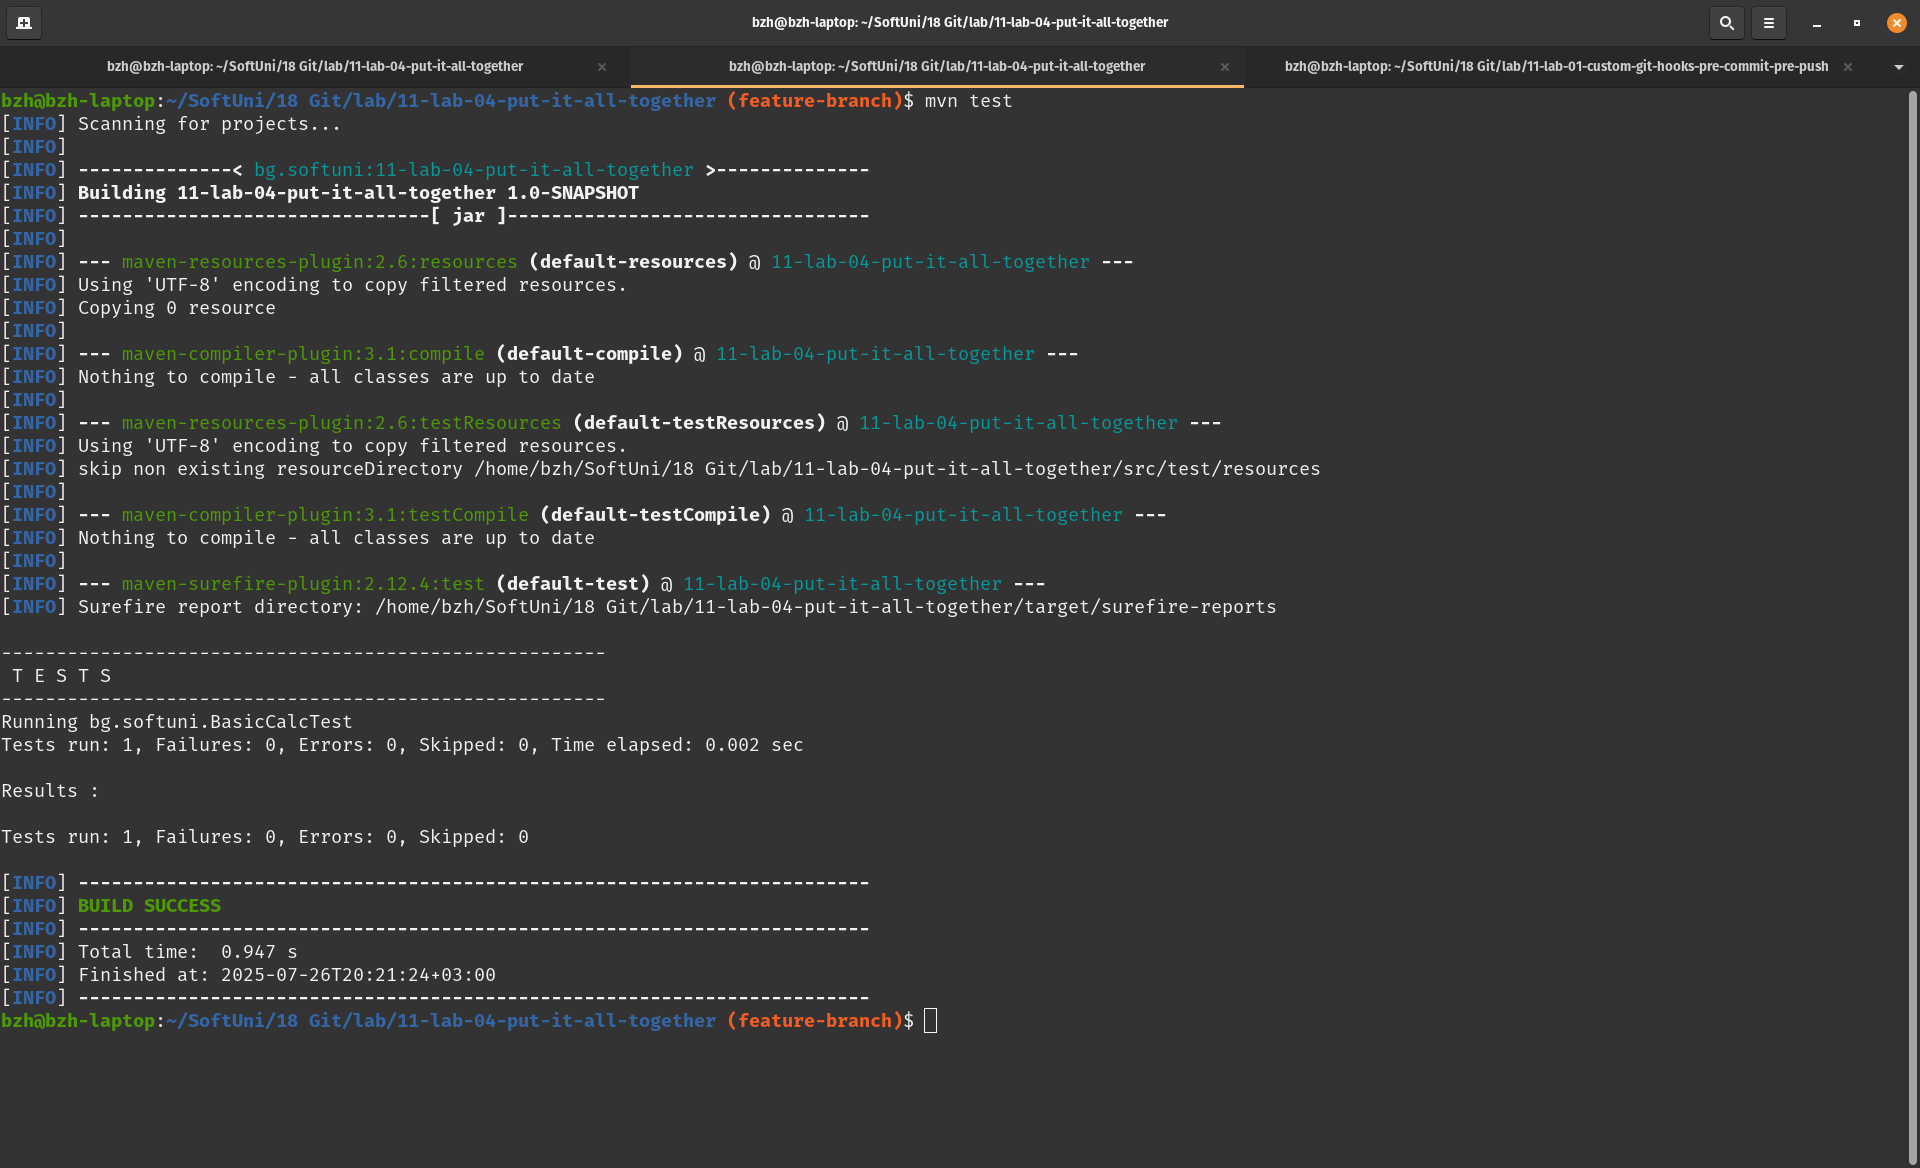 bzh@bzh-laptop: ~/SoftUni/18 Git/lab/11-lab-04-put-it-all-together
bzh@bzh-laptop: ~/SoftUni/18 Git/lab/11-lab-04-put-it-all-together
bzh@bzh-laptop: ~/SoftUni/18 Git/lab/11-lab-04-put-it-all-together
bzh@bzh-laptop: ~/SoftUni/18 Git/lab/11-lab-01-custom-git-hooks-pre-commit-pre-push
bzh@bzh-laptop:~/SoftUni/18 Git/lab/11-lab-04-put-it-all-together (feature-branch)$ mvn test
[INFO] Scanning for projects...
[INFO]
[INFO] --------------< bg.softuni:11-lab-04-put-it-all-together >--------------
[INFO] Building 11-lab-04-put-it-all-together 1.0-SNAPSHOT
[INFO] --------------------------------[ jar ]---------------------------------
[INFO]
[INFO] --- maven-resources-plugin:2.6:resources (default-resources) @ 11-lab-04-put-it-all-together ---
[INFO] Using 'UTF-8' encoding to copy filtered resources.
[INFO] Copying 0 resource
[INFO]
[INFO] --- maven-compiler-plugin:3.1:compile (default-compile) @ 11-lab-04-put-it-all-together ---
[INFO] Nothing to compile - all classes are up to date
[INFO]
[INFO] --- maven-resources-plugin:2.6:testResources (default-testResources) @ 11-lab-04-put-it-all-together ---
[INFO] Using 'UTF-8' encoding to copy filtered resources.
[INFO] skip non existing resourceDirectory /home/bzh/SoftUni/18 Git/lab/11-lab-04-put-it-all-together/src/test/resources
[INFO]
[INFO] --- maven-compiler-plugin:3.1:testCompile (default-testCompile) @ 11-lab-04-put-it-all-together ---
[INFO] Nothing to compile - all classes are up to date
[INFO]
[INFO] --- maven-surefire-plugin:2.12.4:test (default-test) @ 11-lab-04-put-it-all-together ---
[INFO] Surefire report directory: /home/bzh/SoftUni/18 Git/lab/11-lab-04-put-it-all-together/target/surefire-reports
-------------------------------------------------------
 T E S T S
-------------------------------------------------------
Running bg.softuni.BasicCalcTest
Tests run: 1, Failures: 0, Errors: 0, Skipped: 0, Time elapsed: 0.002 sec
Results :
Tests run: 1, Failures: 0, Errors: 0, Skipped: 0
[INFO] ------------------------------------------------------------------------
[INFO] BUILD SUCCESS
[INFO] ------------------------------------------------------------------------
[INFO] Total time:  0.947 s
[INFO] Finished at: 2025-07-26T20:21:24+03:00
[INFO] ------------------------------------------------------------------------
bzh@bzh-laptop:~/SoftUni/18 Git/lab/11-lab-04-put-it-all-together (feature-branch)$